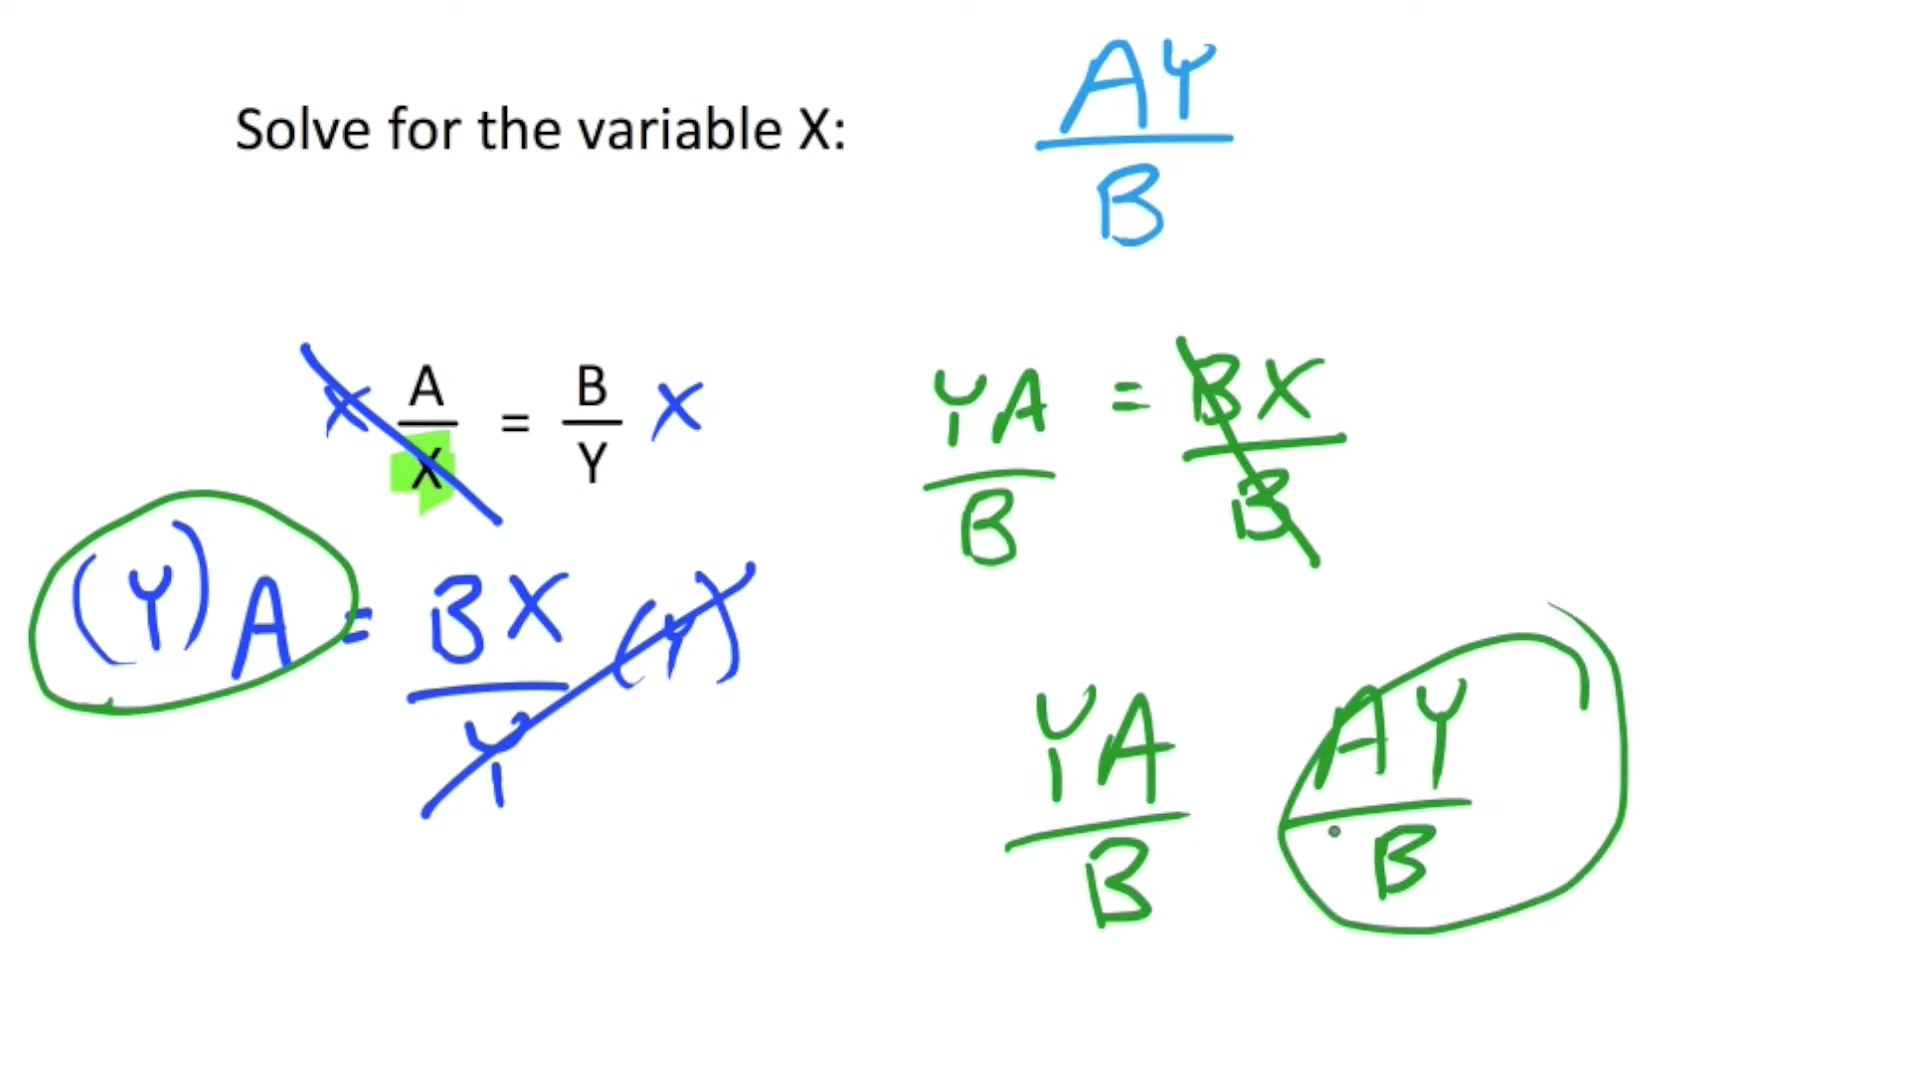 Solve for the variable X:
AY
B
X A = B X
X Y
(Y) A = BX (Y)
Y
YA = BX
B B
YA AY
B B